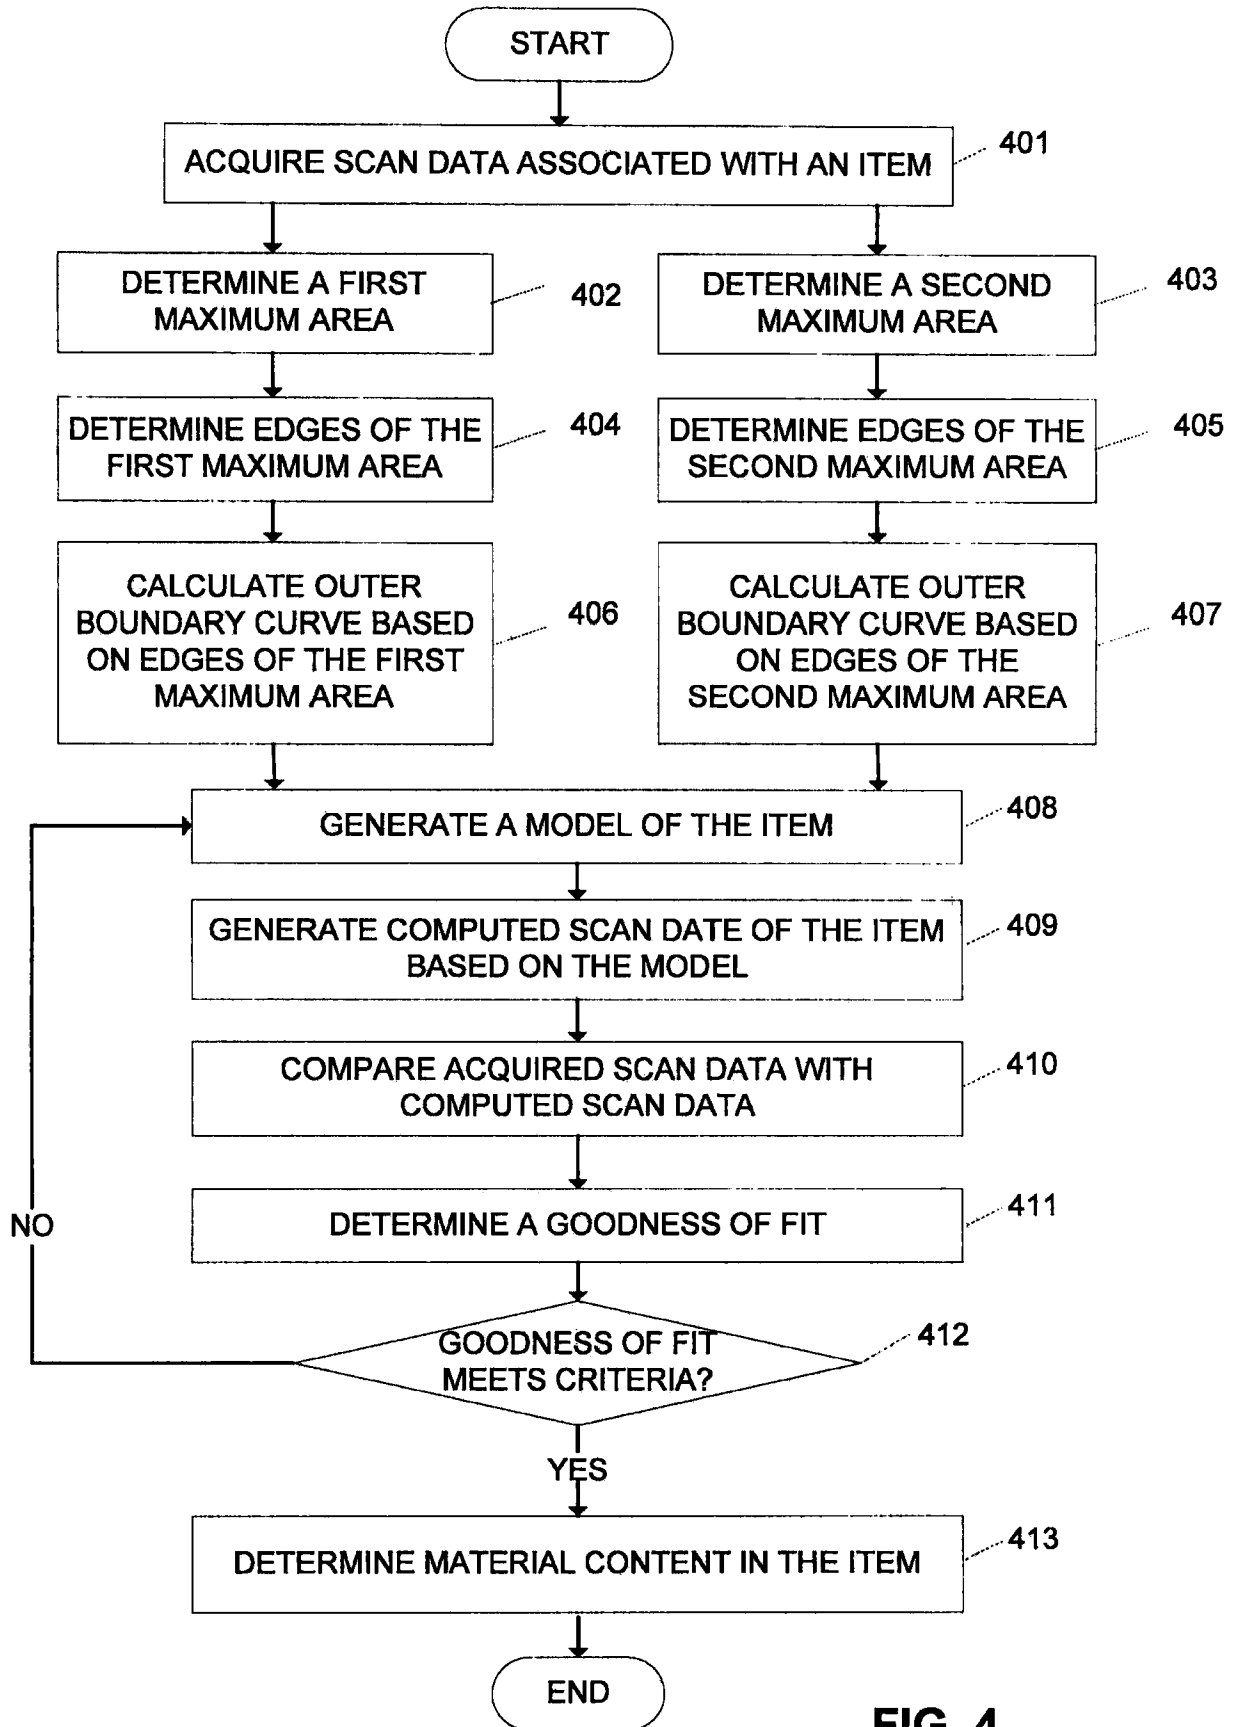 START
ACQUIRE SCAN DATA ASSOCIATED WITH AN ITEM
401
DETERMINE A FIRST
MAXIMUM AREA
402
DETERMINE A SECOND
MAXIMUM AREA
403
DETERMINE EDGES OF THE
FIRST MAXIMUM AREA
404
DETERMINE EDGES OF THE
SECOND MAXIMUM AREA
405
CALCULATE OUTER
BOUNDARY CURVE BASED
ON EDGES OF THE FIRST
MAXIMUM AREA
406
CALCULATE OUTER
BOUNDARY CURVE BASED
ON EDGES OF THE
SECOND MAXIMUM AREA
407
GENERATE A MODEL OF THE ITEM
408
GENERATE COMPUTED SCAN DATE OF THE ITEM
BASED ON THE MODEL
409
COMPARE ACQUIRED SCAN DATA WITH
COMPUTED SCAN DATA
410
DETERMINE A GOODNESS OF FIT
411
NO
GOODNESS OF FIT
MEETS CRITERIA?
412
YES
DETERMINE MATERIAL CONTENT IN THE ITEM
413
END
FIG. 4